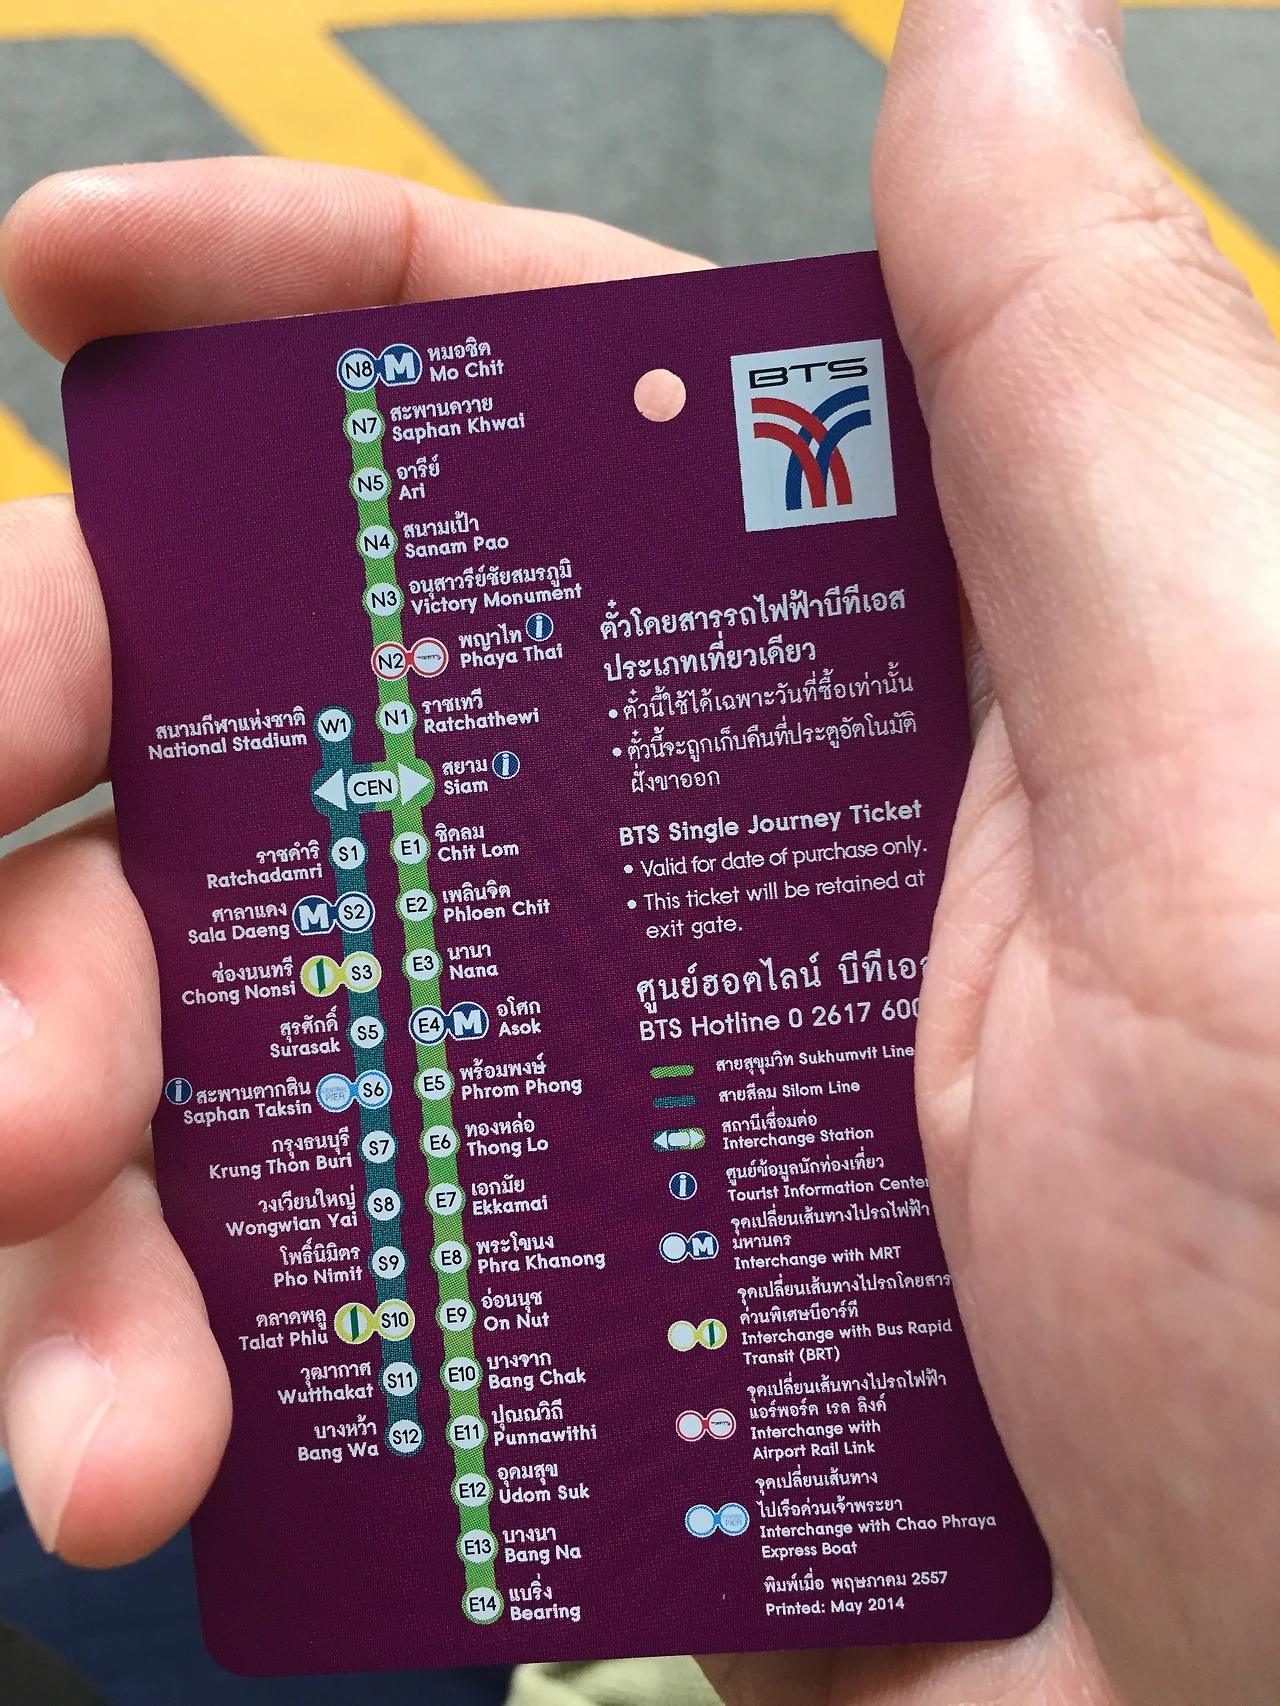 N8 M หมอชิต
Mo Chit
N7 สะพานควาย
Saphan Khwai
N5 อารีย์
Ari
N4 สนามเป้า
Sanam Pao
N3 อนุสาวรีย์ชัยสมรภูมิ
Victory Monument
N2 พญาไท i
Phaya Thai
N1 ราชเทวี
Ratchathewi
สนามกีฬาแห่งชาติ W1
National Stadium
CEN สยาม i
Siam
ราชดำริ S1
Ratchadamri
ศาลาแดง M S2
Sala Daeng
ช่องนนทรี S3
Chong Nonsi
สุรศักดิ์ S5
Surasak
i สะพานตากสิน CENTRAL PIER S6
Saphan Taksin
กรุงธนบุรี S7
Krung Thon Buri
วงเวียนใหญ่ S8
Wongwian Yai
โพธิ์นิมิตร S9
Pho Nimit
ตลาดพลู S10
Talat Phlu
วุฒากาศ S11
Wutthakat
บางหว้า S12
Bang Wa
E1 ชิดลม
Chit Lom
E2 เพลินจิต
Phloen Chit
E3 นานา
Nana
E4 M อโศก
Asok
E5 พร้อมพงษ์
Phrom Phong
E6 ทองหล่อ
Thong Lo
E7 เอกมัย
Ekkamai
E8 พระโขนง
Phra Khanong
E9 อ่อนนุช
On Nut
E10 บางจาก
Bang Chak
E11 ปุณณวิถี
Punnawithi
E12 อุดมสุข
Udom Suk
E13 บางนา
Bang Na
E14 แบริ่ง
Bearing
BTS
ตั๋วโดยสารรถไฟฟ้าบีทีเอส
ประเภทเที่ยวเดียว
• ตั๋วนี้ใช้ได้เฉพาะวันที่ซื้อเท่านั้น
• ตั๋วนี้จะถูกเก็บคืนที่ประตูอัตโนมัติ
ฝั่งขาออก
BTS Single Journey Ticket
• Valid for date of purchase only.
• This ticket will be retained at
exit gate.
ศูนย์ฮอตไลน์ บีทีเอ
BTS Hotline 0 2617 600
สายสุขุมวิท Sukhumvit Line
สายสีลม Silom Line
สถานีเชื่อมต่อ
Interchange Station
i ศูนย์ข้อมูลนักท่องเที่ยว
Tourist Information Center
จุดเปลี่ยนเส้นทางไปรถไฟฟ้า
M มหานคร
Interchange with MRT
จุดเปลี่ยนเส้นทางไปรถโดยสาร
ด่วนพิเศษบีอาร์ที
Interchange with Bus Rapid
Transit (BRT)
จุดเปลี่ยนเส้นทางไปรถไฟฟ้า
แอร์พอร์ต เรล ลิงค์
Interchange with
Airport Rail Link
จุดเปลี่ยนเส้นทาง
ไปเรือด่วนเจ้าพระยา
Interchange with Chao Phraya
Express Boat
พิมพ์เมื่อ พฤษภาคม 2557
Printed: May 2014